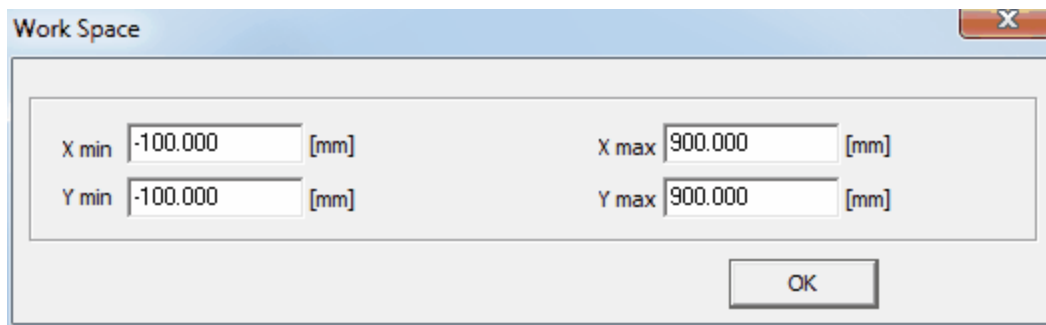 Work Space
X min -100.000 [mm] X max 900.000 [mm]
Y min -100.000 [mm] Y max 900.000 [mm]
OK